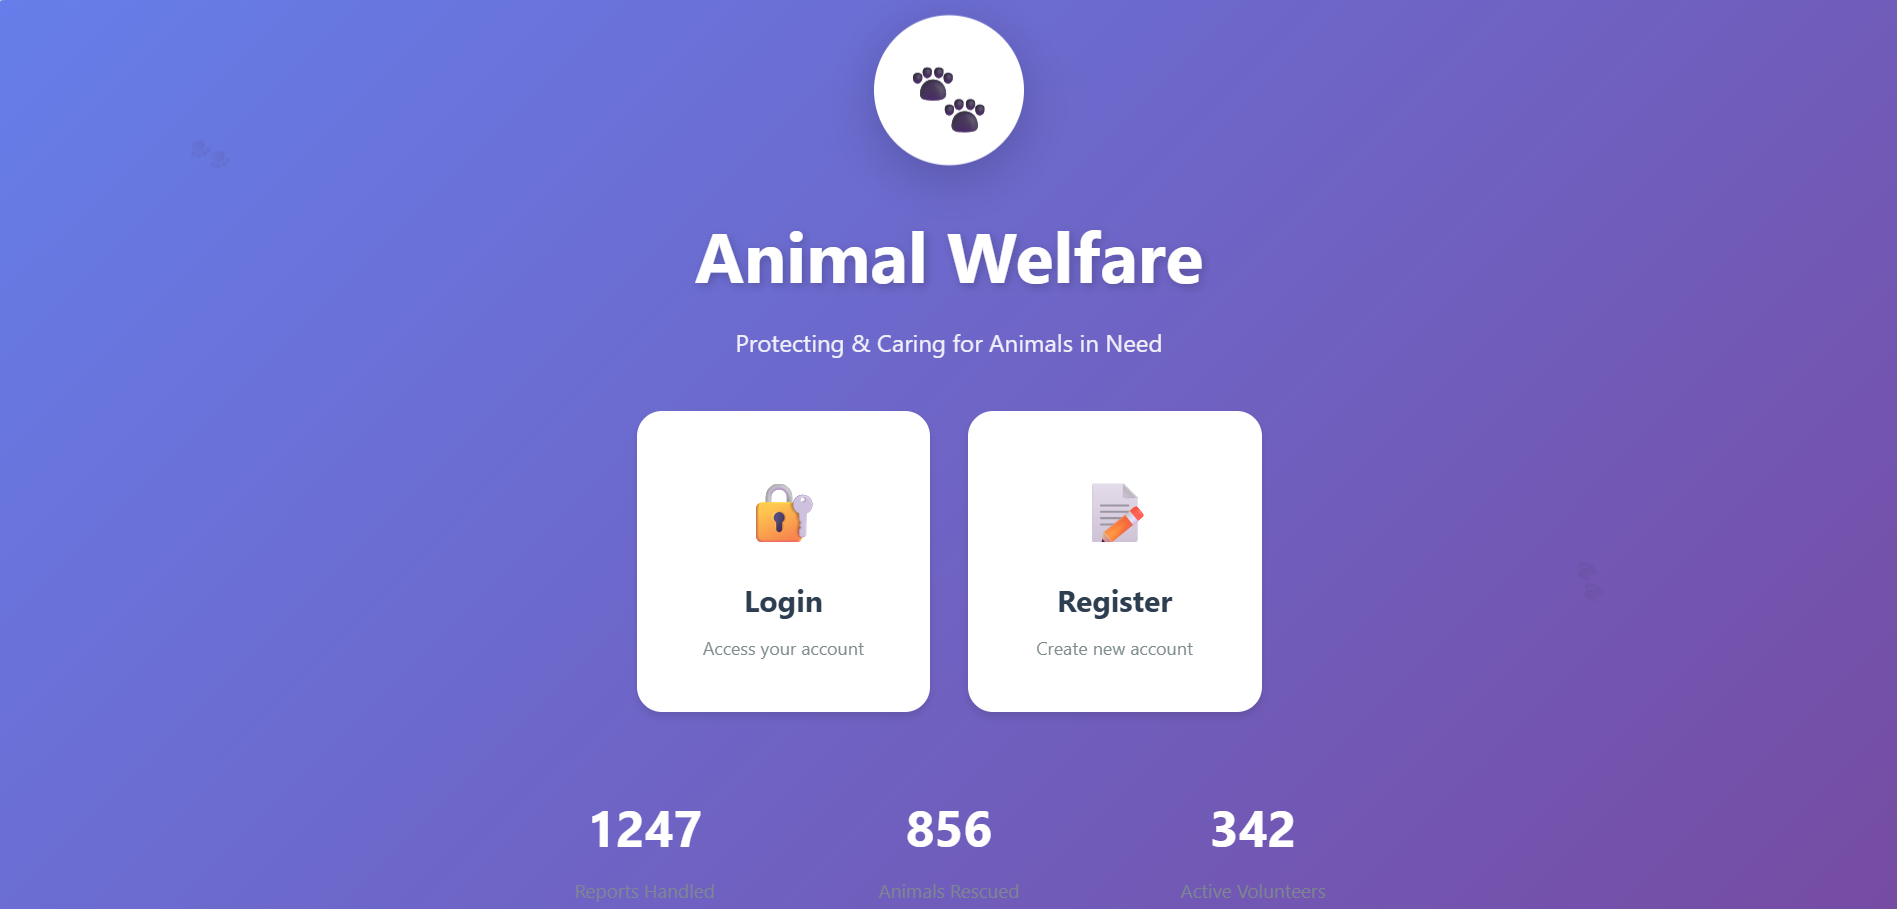 Animal Welfare
Protecting & Caring for Animals in Need
Login
Access your account
Register
Create new account
1247
Reports Handled
856
Animals Rescued
342
Active Volunteers